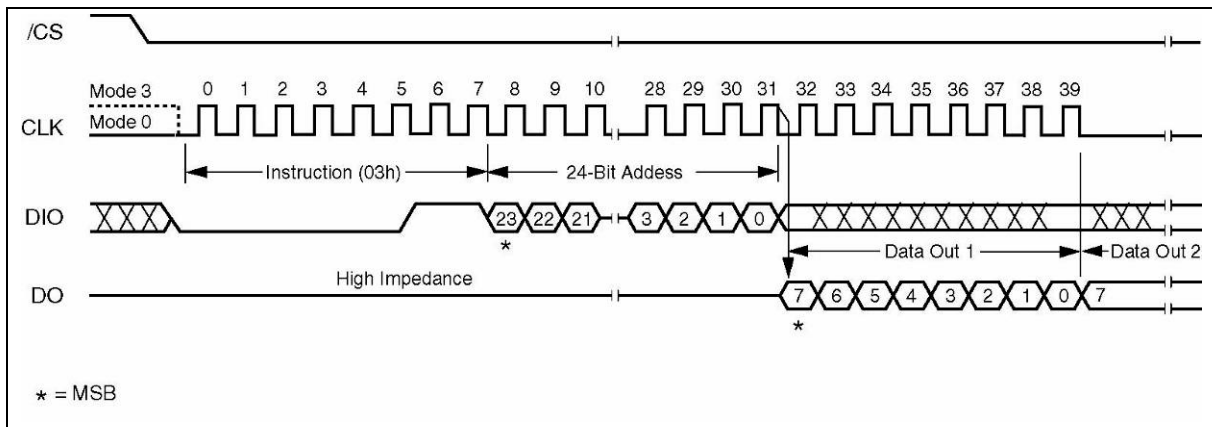 /CS
Mode 3
0 1 2 3 4 5 6 7 8 9 10 28 29 30 31 32 33 34 35 36 37 38 39
CLK
Mode 0
Instruction (03h)
24-Bit Addess
DIO
23 22 21 3 2 1 0
*
Data Out 1
Data Out 2
High Impedance
DO
7 6 5 4 3 2 1 0 7
*
* = MSB